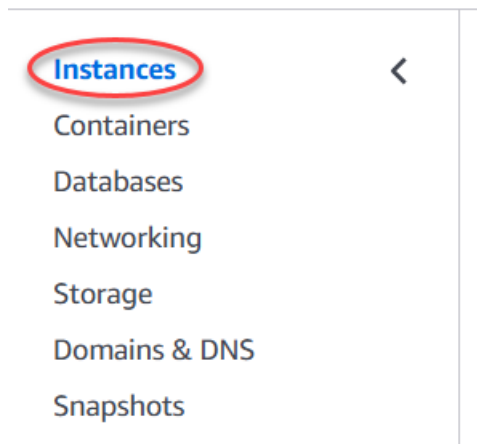 Instances
Containers
Databases
Networking
Storage
Domains & DNS
Snapshots